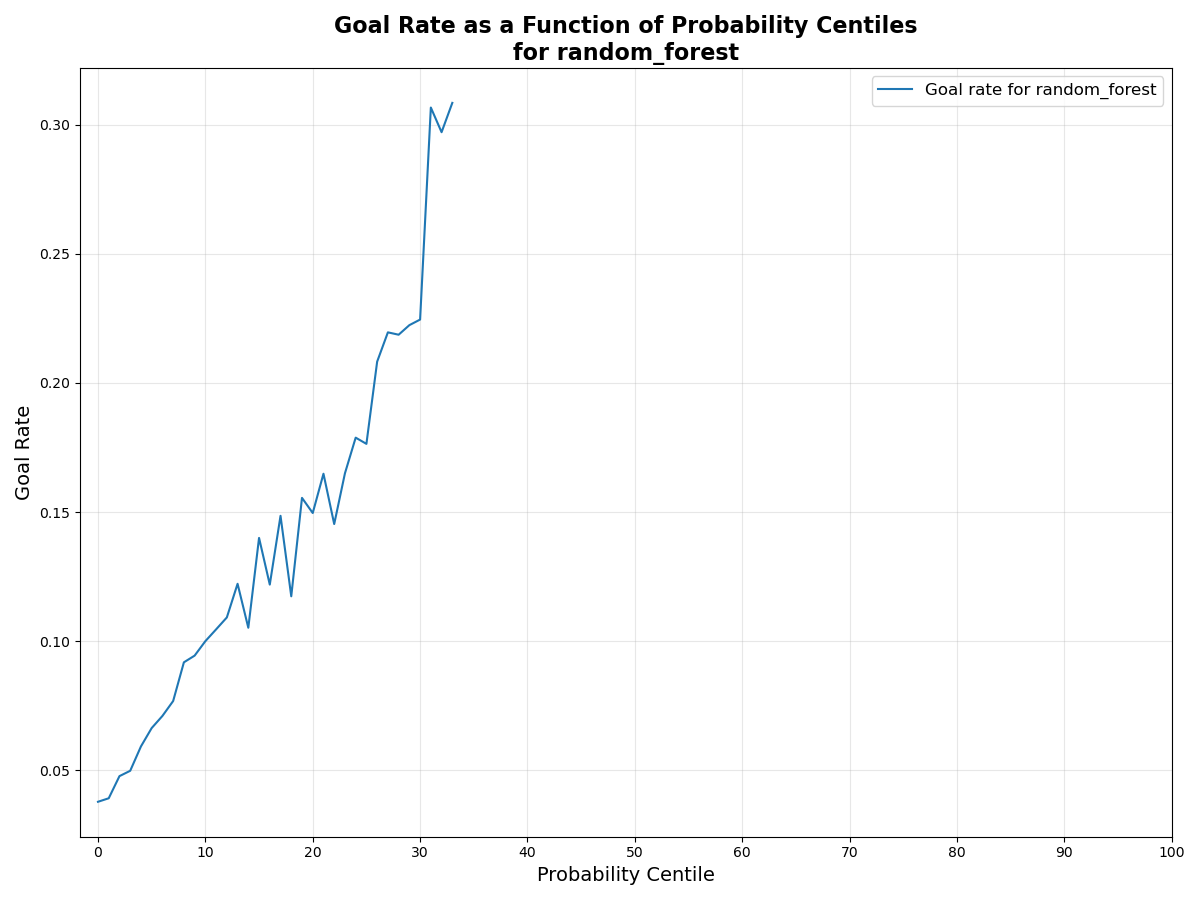 Goal Rate as a Function of Probability Centiles
for random_forest
Goal rate for random_forest
Goal Rate
0.30
0.25
0.20
0.15
0.10
0.05
0 10 20 30 40 50 60 70 80 90 100
Probability Centile